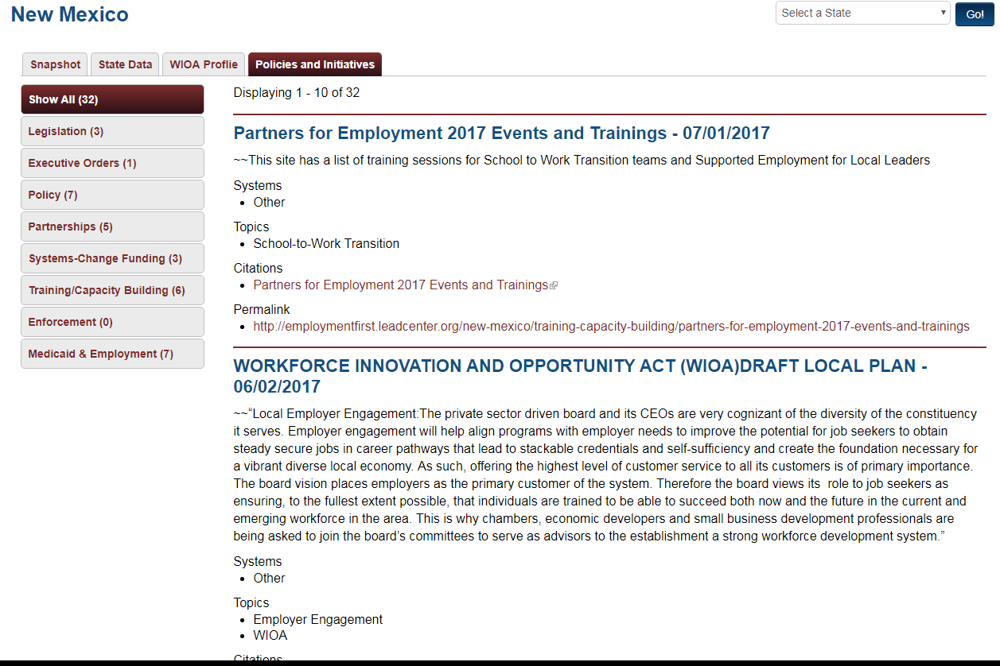 New Mexico
Select a State
Go!
Snapshot
State Data
WIOA Proflie
Policies and Initiatives
Show All (32)
Legislation (3)
Executive Orders (1)
Policy (7)
Partnerships (5)
Systems-Change Funding (3)
Training/Capacity Building (6)
Enforcement (0)
Medicaid & Employment (7)
Displaying 1 - 10 of 32
Partners for Employment 2017 Events and Trainings - 07/01/2017
~~This site has a list of training sessions for School to Work Transition teams and Supported Employment for Local Leaders
Systems
• Other
Topics
• School-to-Work Transition
Citations
• Partners for Employment 2017 Events and Trainings
Permalink
• http://employmentfirst.leadcenter.org/new-mexico/training-capacity-building/partners-for-employment-2017-events-and-trainings
WORKFORCE INNOVATION AND OPPORTUNITY ACT (WIOA)DRAFT LOCAL PLAN -
06/02/2017
~~“Local Employer Engagement:The private sector driven board and its CEOs are very cognizant of the diversity of the constituency
it serves. Employer engagement will help align programs with employer needs to improve the potential for job seekers to obtain
steady secure jobs in career pathways that lead to stackable credentials and self-sufficiency and create the foundation necessary for
a vibrant diverse local economy. As such, offering the highest level of customer service to all its customers is of primary importance.
The board vision places employers as the primary customer of the system. Therefore the board views its  role to job seekers as
ensuring, to the fullest extent possible, that individuals are trained to be able to succeed both now and the future in the current and
emerging workforce in the area. This is why chambers, economic developers and small business development professionals are
being asked to join the board’s committees to serve as advisors to the establishment a strong workforce development system.”
Systems
• Other
Topics
• Employer Engagement
• WIOA
Citations